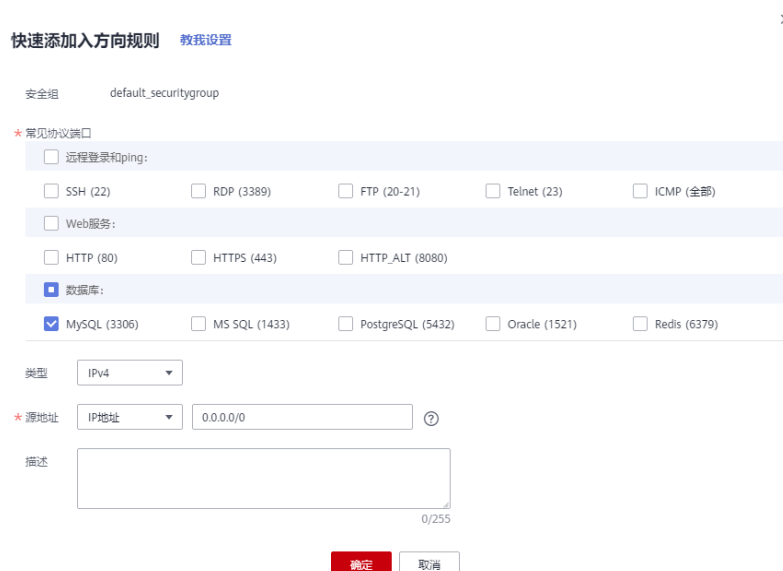 快速添加入方向规则 教我设置
安全组 default_securitygroup
* 常见协议端口
远程登录和ping:
SSH (22) RDP (3389) FTP (20-21) Telnet (23) ICMP (全部)
Web服务:
HTTP (80) HTTPS (443) HTTP_ALT (8080)
数据库:
MySQL (3306) MS SQL (1433) PostgreSQL (5432) Oracle (1521) Redis (6379)
类型 IPv4
* 源地址 IP地址 0.0.0.0/0 ?
描述
0/255
确定 取消